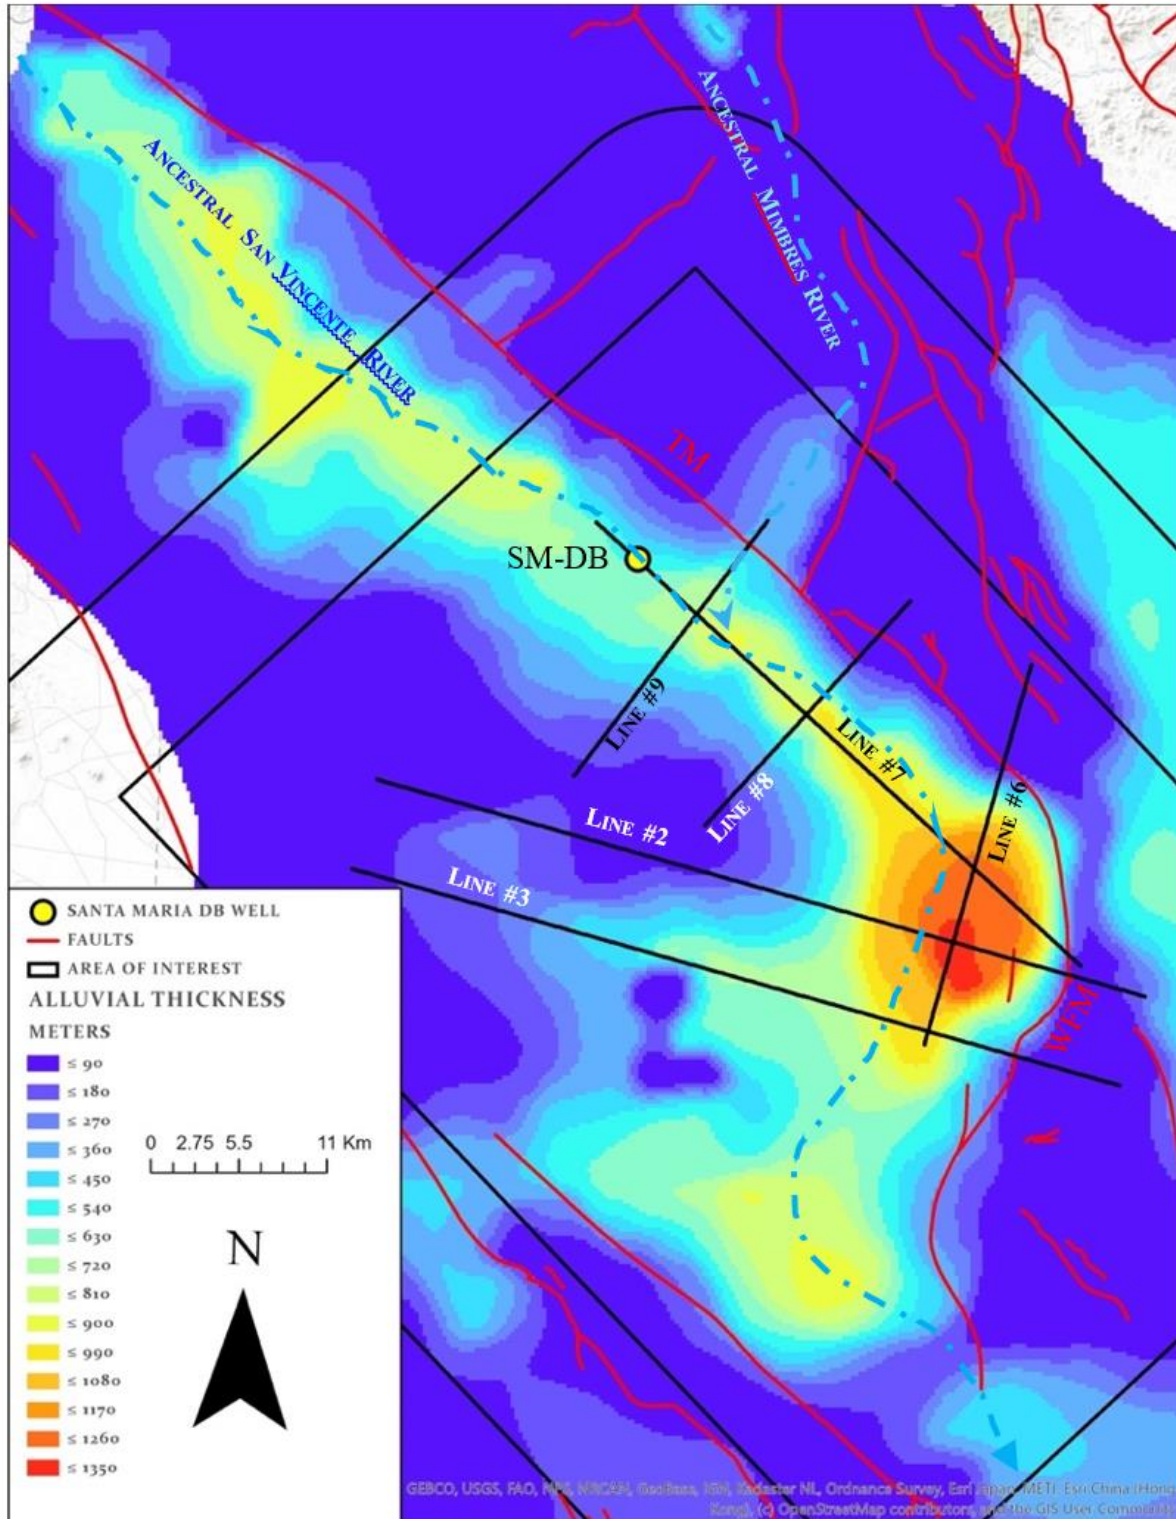 ANCESTRAL MIMBRES RIVER
ANCESTRAL SAN VINCENTE RIVER
TM
SM-DB
LINE #9
LINE #8
LINE #7
LINE #6
LINE #2
LINE #3
WFM
SANTA MARIA DB WELL
FAULTS
AREA OF INTEREST
ALLUVIAL THICKNESS
METERS
≤ 90
≤ 180
≤ 270
≤ 360
≤ 450
≤ 540
≤ 630
≤ 720
≤ 810
≤ 900
≤ 990
≤ 1080
≤ 1170
≤ 1260
≤ 1350
0 2.75 5.5 11 Km
N
GEBCO, USGS, FAO, NPS, NRCAN, GeoBase, IGN, Kadaster NL, Ordnance Survey, Esri Japan, METI, Esri China (Hong
Kong), (c) OpenStreetMap contributors, and the GIS User Community